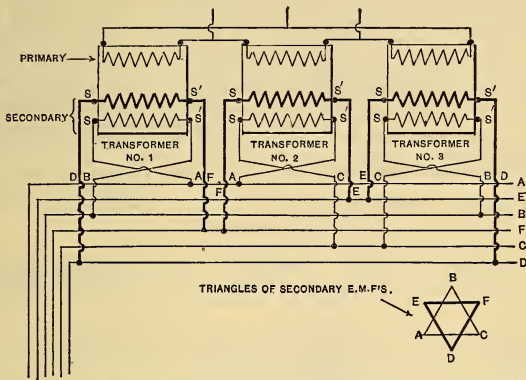 PRIMARY
S S' S S' S S'
SECONDARY
S S' S S' S S'
TRANSFORMER NO. 1
TRANSFORMER NO. 2
TRANSFORMER NO. 3
D B A F A C E C B D
A
F E
E
B
F
C
D
TRIANGLES OF SECONDARY E.M.F'S.
B
E F
A C
D